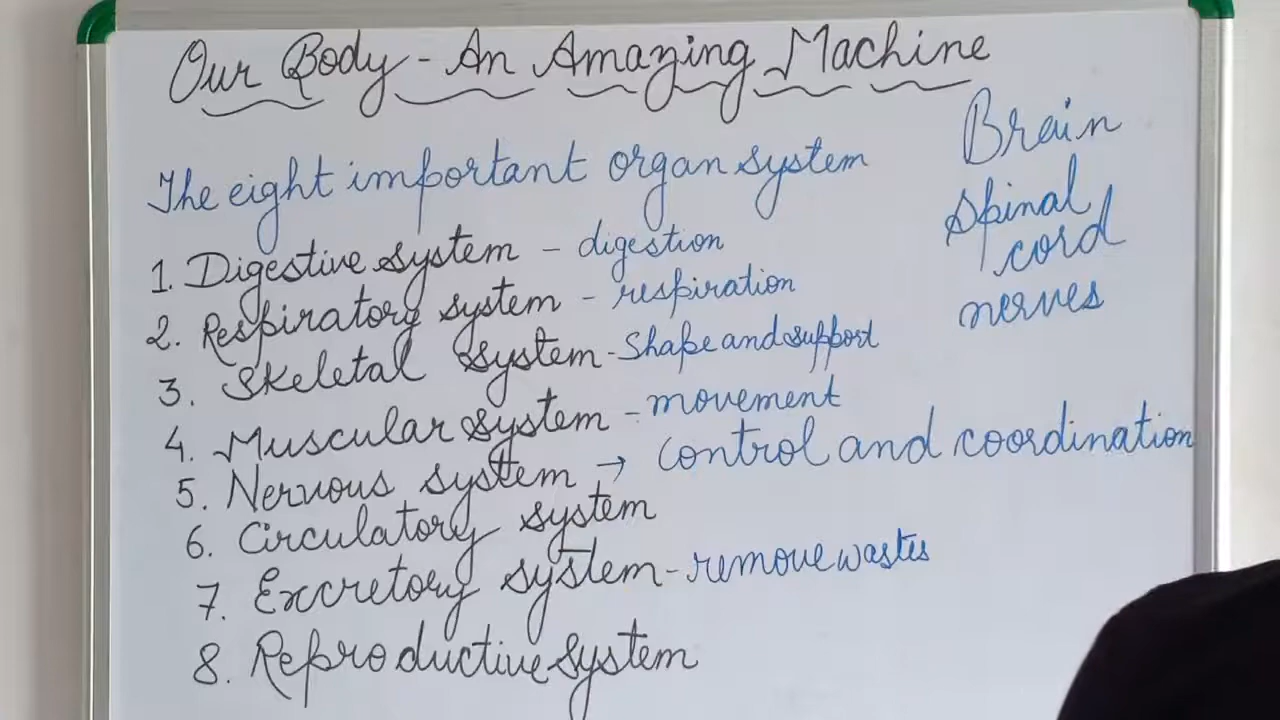 Our Body - An Amazing Machine
The eight important organ system
1. Digestive system - digestion
2. Respiratory system - respiration
3. Skeletal system - Shape and support
4. Muscular system - movement
5. Nervous system → control and coordination
6. Circulatory system
7. Excretory system - remove wastes
8. Reproductive system
Brain
Spinal
cord
nerves